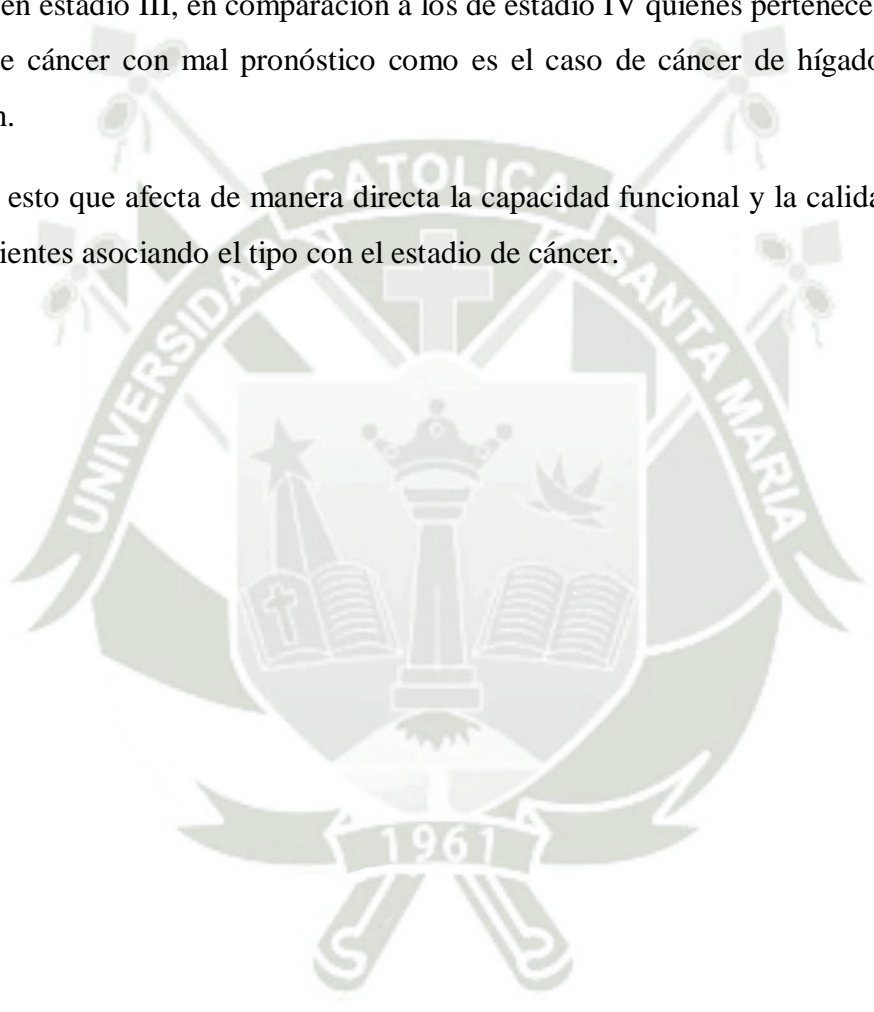 en estadio III, en comparación a los de estadio IV quienes pertenecen
e cáncer con mal pronóstico como es el caso de cáncer de hígado
n.
esto que afecta de manera directa la capacidad funcional y la calida
ientes asociando el tipo con el estadio de cáncer.
UNIVERSIDAD CATOLICA SANTA MARIA
1961